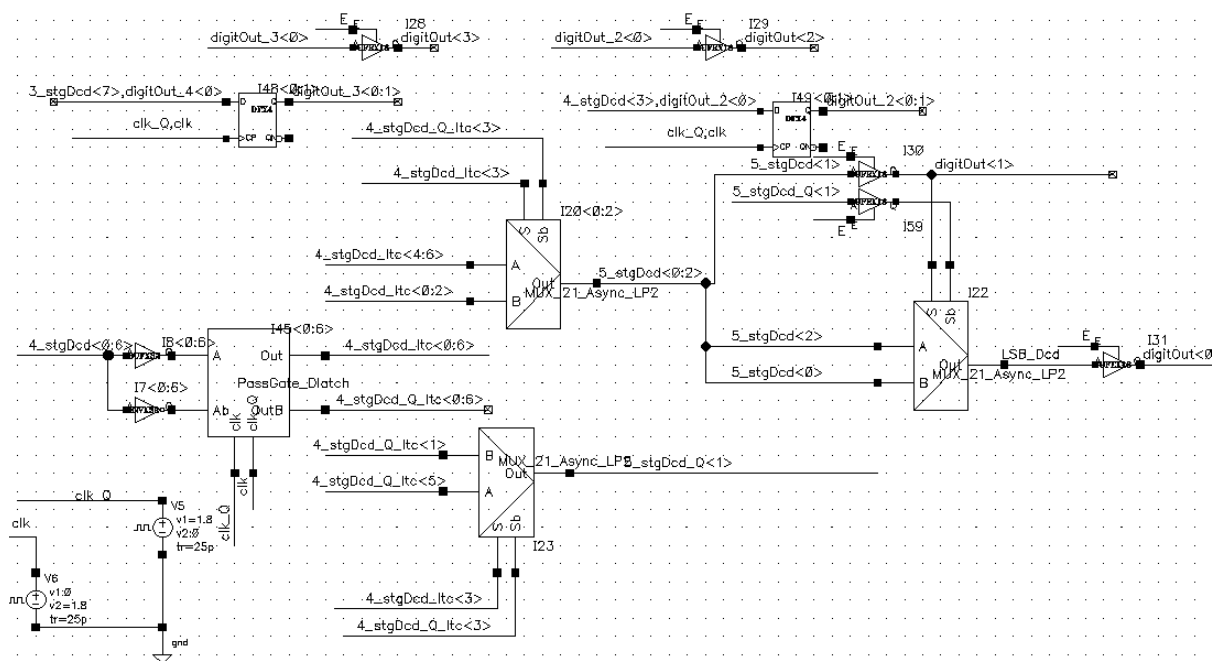 E E I28
digitOut_3<0> digitOut<3>
E E I29
digitOut_2<0> digitOut<2>
3_stgDcd<7>,digitOut_4<0> I48<0:1> digitOut_3<0:1>
D Q
DFX4
clk_Q,clk CP QN
4_stgDcd<3>,digitOut_2<0> I49<0:1> digitOut_2<0:1>
D Q
DFX4
clk_Q,clk CP QN
4_stgDcd_Q_ltc<3>
4_stgDcd_ltc<3>
E E I30
5_stgDcd<1> digitOut<1>
5_stgDcd_Q<1>
E E I59
I20<0:2>
S Sb
4_stgDcd_ltc<4:6> A
Out 5_stgDcd<0:2>
4_stgDcd_ltc<0:2> B MUX_21_Async_LP2
I22
S Sb
5_stgDcd<2> A
Out LSB_Dcd
5_stgDcd<0> B MUX_21_Async_LP2
E E I31
digitOut<0
4_stgDcd<0:6> I8<0:6> I45<0:6>
A Out 4_stgDcd_ltc<0:6>
I7<0:6> PassGate_Dlatch
Ab OutB 4_stgDcd_Q_ltc<0:6>
clk clk_Q
clk_Q clk
4_stgDcd_Q_ltc<1> B MUX_21_Async_LP2
Out 5_stgDcd_Q<1>
4_stgDcd_Q_ltc<5> A
S Sb
I23
4_stgDcd_ltc<3>
4_stgDcd_Q_ltc<3>
clk_Q
V5
v1=1.8
v2:0
tr=25p
clk
V6
v1:0
v2=1.8
tr=25p
gnd